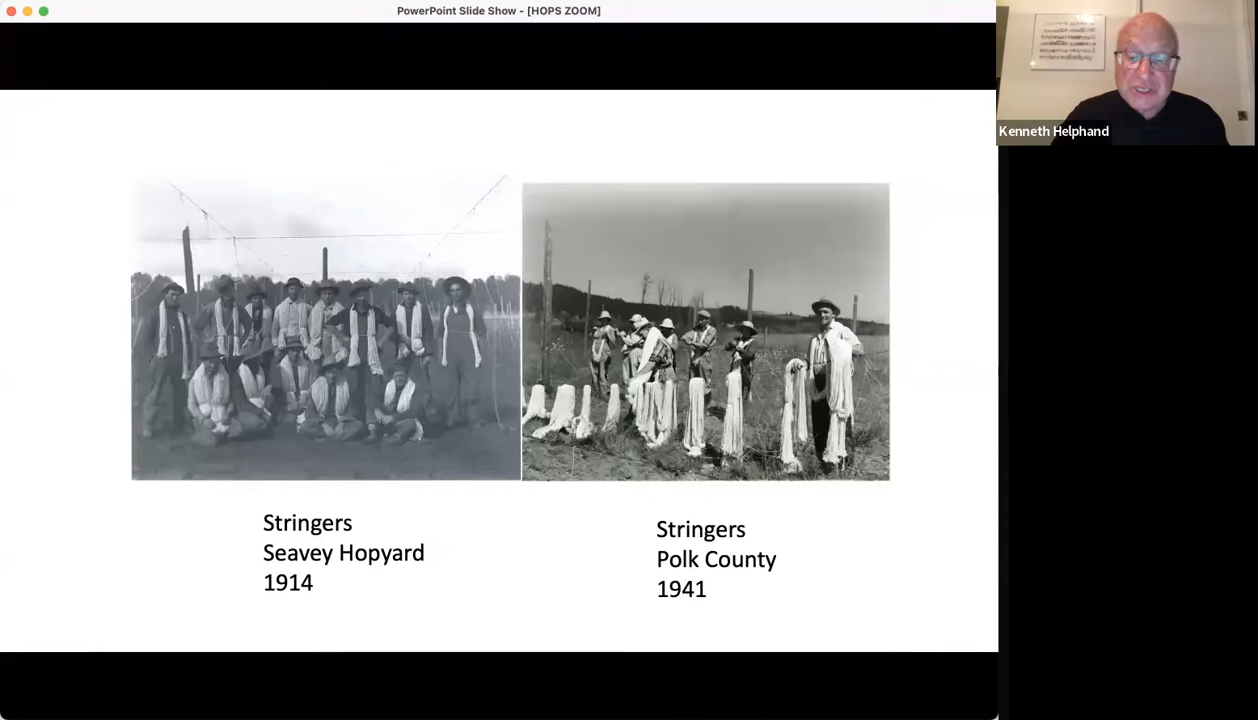 PowerPoint Slide Show - [HOPS ZOOM]
Kenneth Helphand
Stringers
Seavey Hopyard
1914
Stringers
Polk County
1941